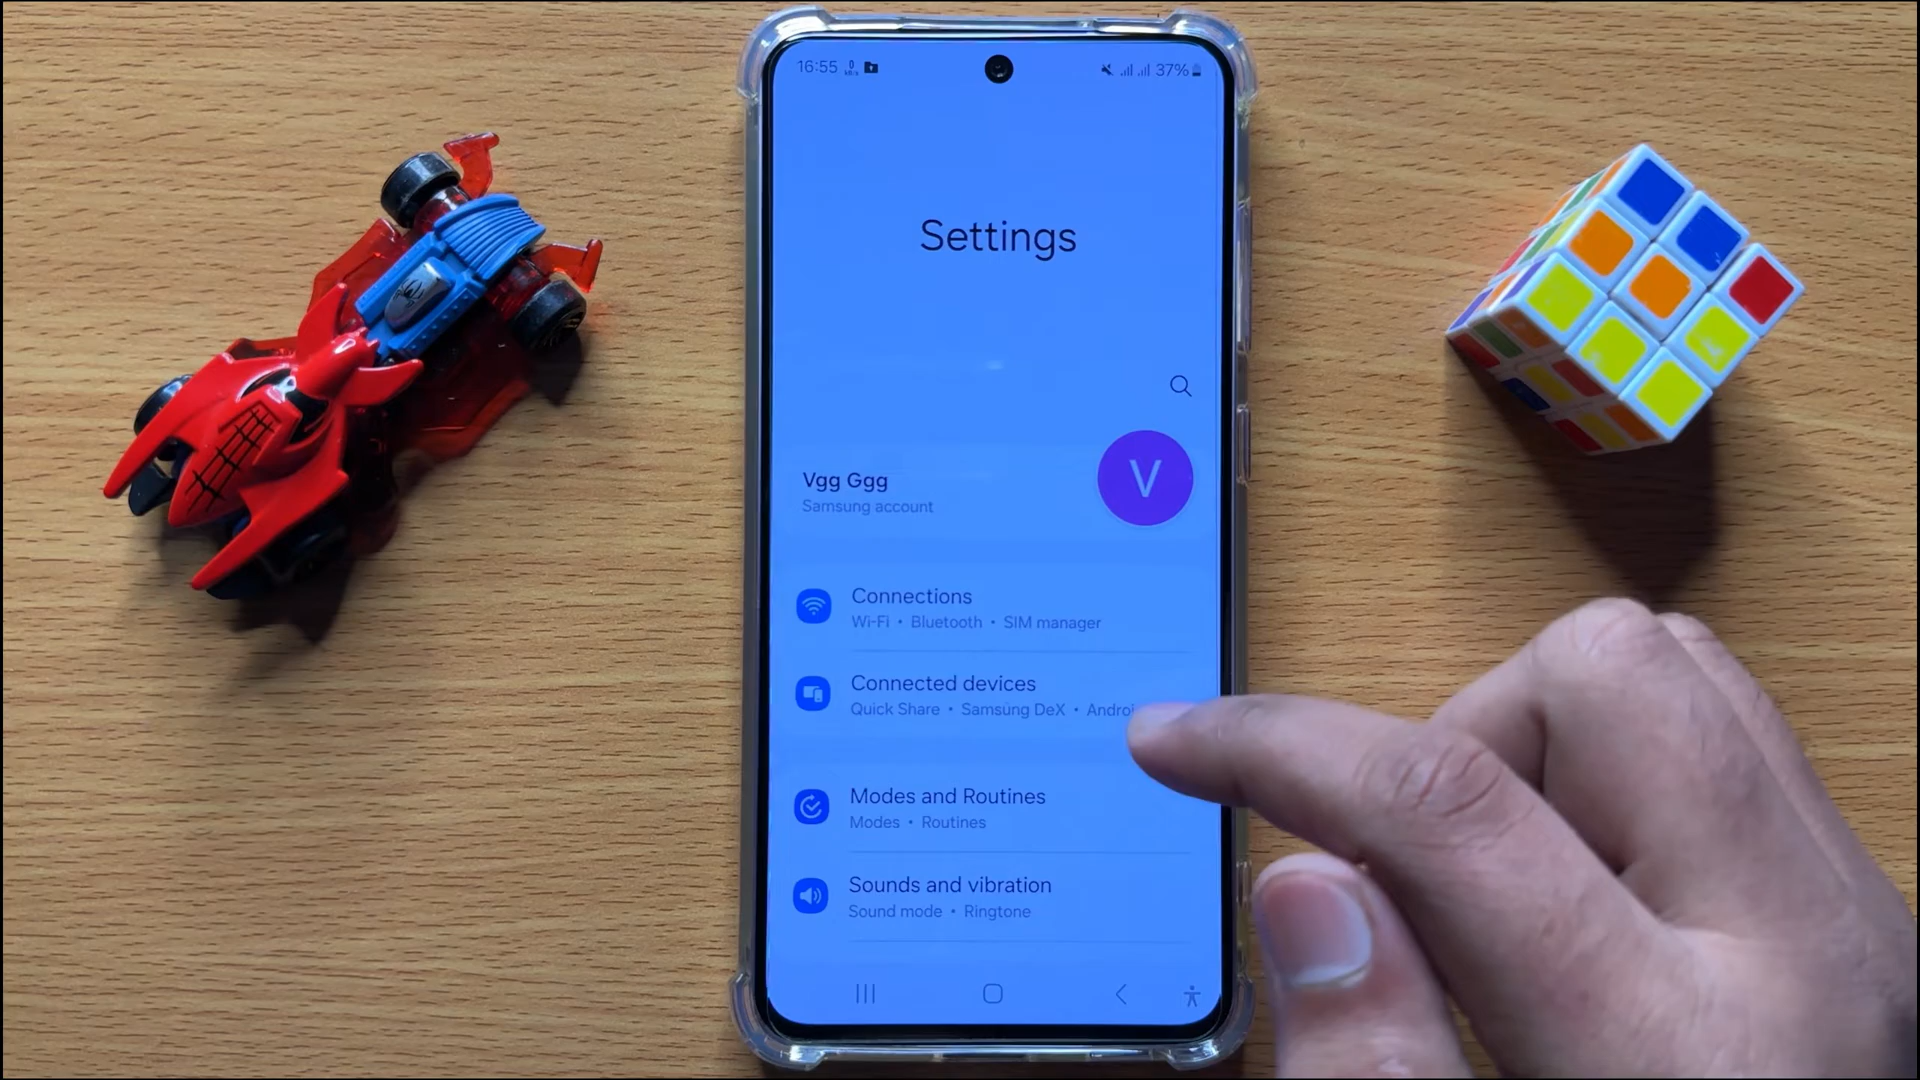 16:55 0 37%
Settings
Vgg Ggg
V
Samsung account
Connections
Wi-Fi • Bluetooth • SIM manager
Connected devices
Quick Share • Samsung DeX •
Modes and Routines
Modes • Routines
Sounds and vibration
Sound mode • Ringtone